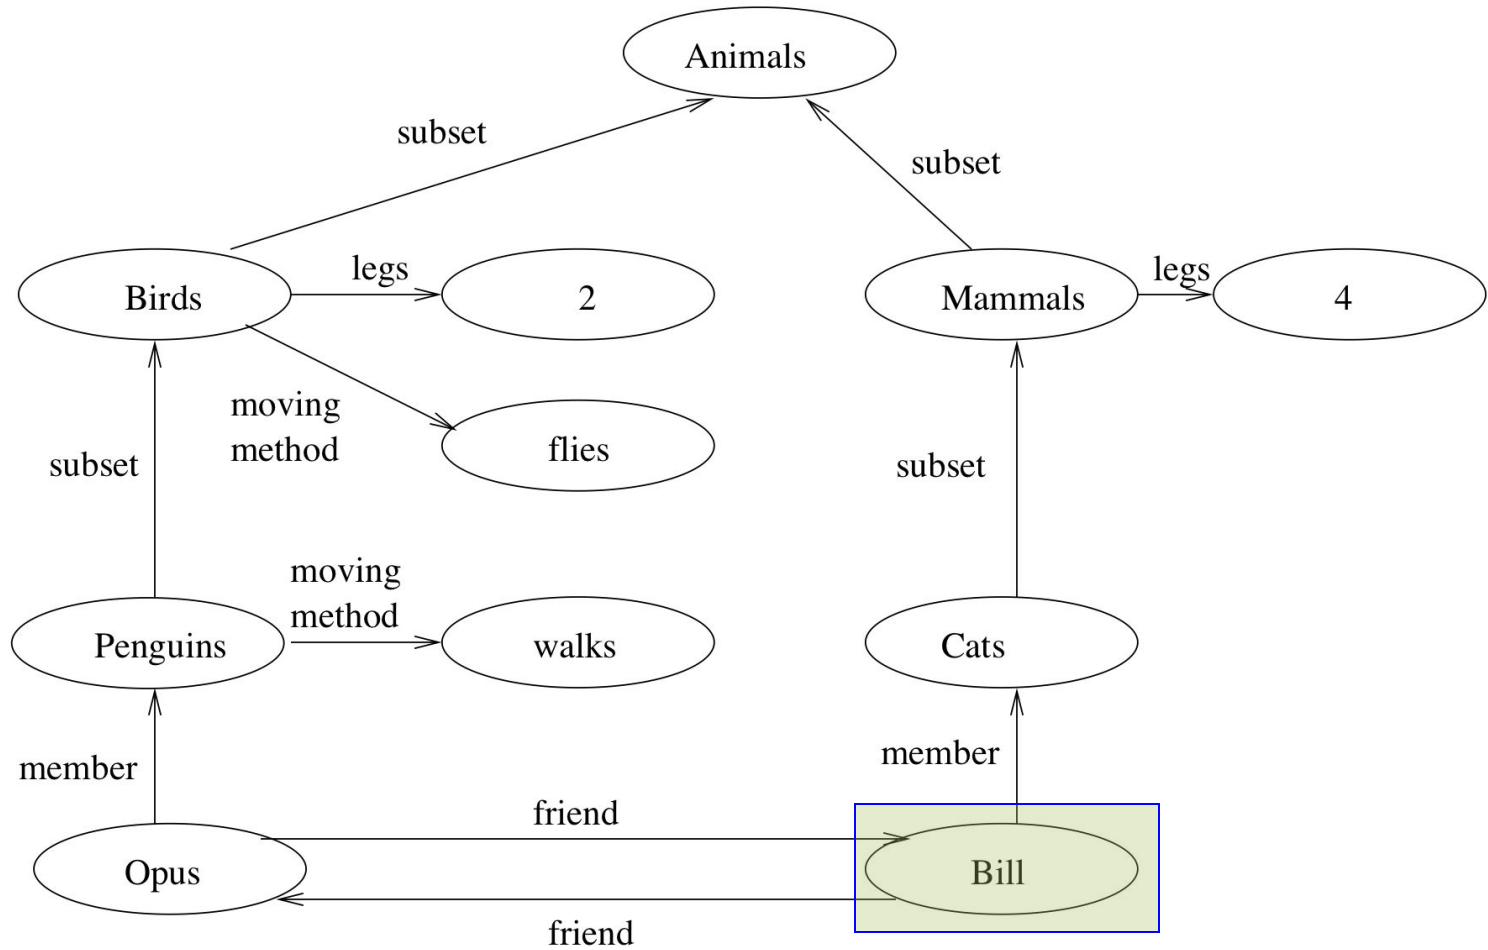 Animals
subset
subset
Birds
legs
2
Mammals
legs
4
moving
method
flies
subset
subset
moving
method
Penguins
walks
Cats
member
member
friend
Opus
Bill
friend